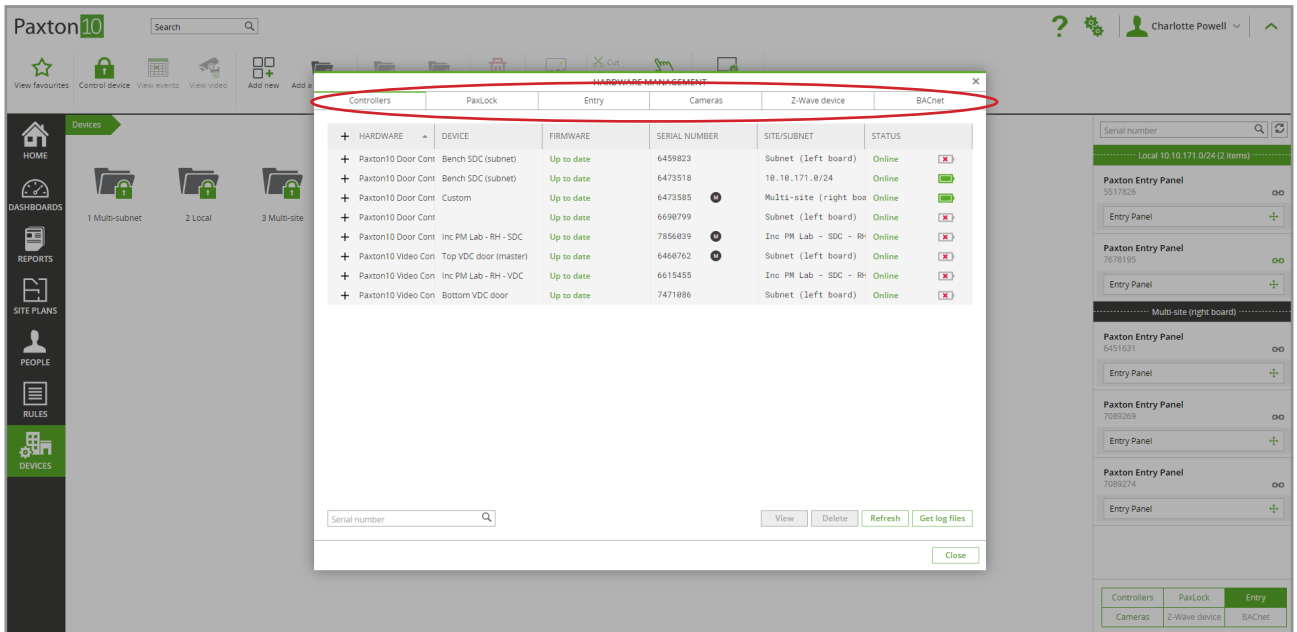 Paxton10
Search
Charlotte Powell
View favourites
Control device
View events
View video
Add new
Add a
Cut
HARDWARE MANAGEMENT
Controllers PaxLock Entry Cameras Z-Wave device BACnet
HARDWARE DEVICE FIRMWARE SERIAL NUMBER SITE/SUBNET STATUS
Paxton10 Door Cont Bench SDC (subnet) Up to date 6459823 Subnet (left board) Online
Paxton10 Door Cont Bench SDC (subnet) Up to date 6473518 10.10.171.0/24 Online
Paxton10 Door Cont Custom Up to date 6473585 M Multi-site (right boa Online
Paxton10 Door Cont Up to date 6690799 Subnet (left board) Online
Paxton10 Door Cont Inc PM Lab - RH - SDC Up to date 7856039 M Inc PM Lab - SDC - RH Online
Paxton10 Video Con Top VDC door (master) Up to date 6460762 M Subnet (left board) Online
Paxton10 Video Con Inc PM Lab - RH - VDC Up to date 6615455 Inc PM Lab - SDC - RH Online
Paxton10 Video Con Bottom VDC door Up to date 7471086 Subnet (left board) Online
Serial number
View Delete Refresh Get log files
Close
HOME
DASHBOARDS
REPORTS
SITE PLANS
PEOPLE
RULES
DEVICES
Devices
1 Multi-subnet
2 Local
3 Multi-site
Serial number
Local 10.10.171.0/24 (2 items)
Paxton Entry Panel
5517826
Entry Panel
Paxton Entry Panel
7678195
Entry Panel
Multi-site (right board)
Paxton Entry Panel
6451631
Entry Panel
Paxton Entry Panel
7089269
Entry Panel
Paxton Entry Panel
7089274
Entry Panel
Controllers PaxLock Entry
Cameras Z-Wave device BACnet